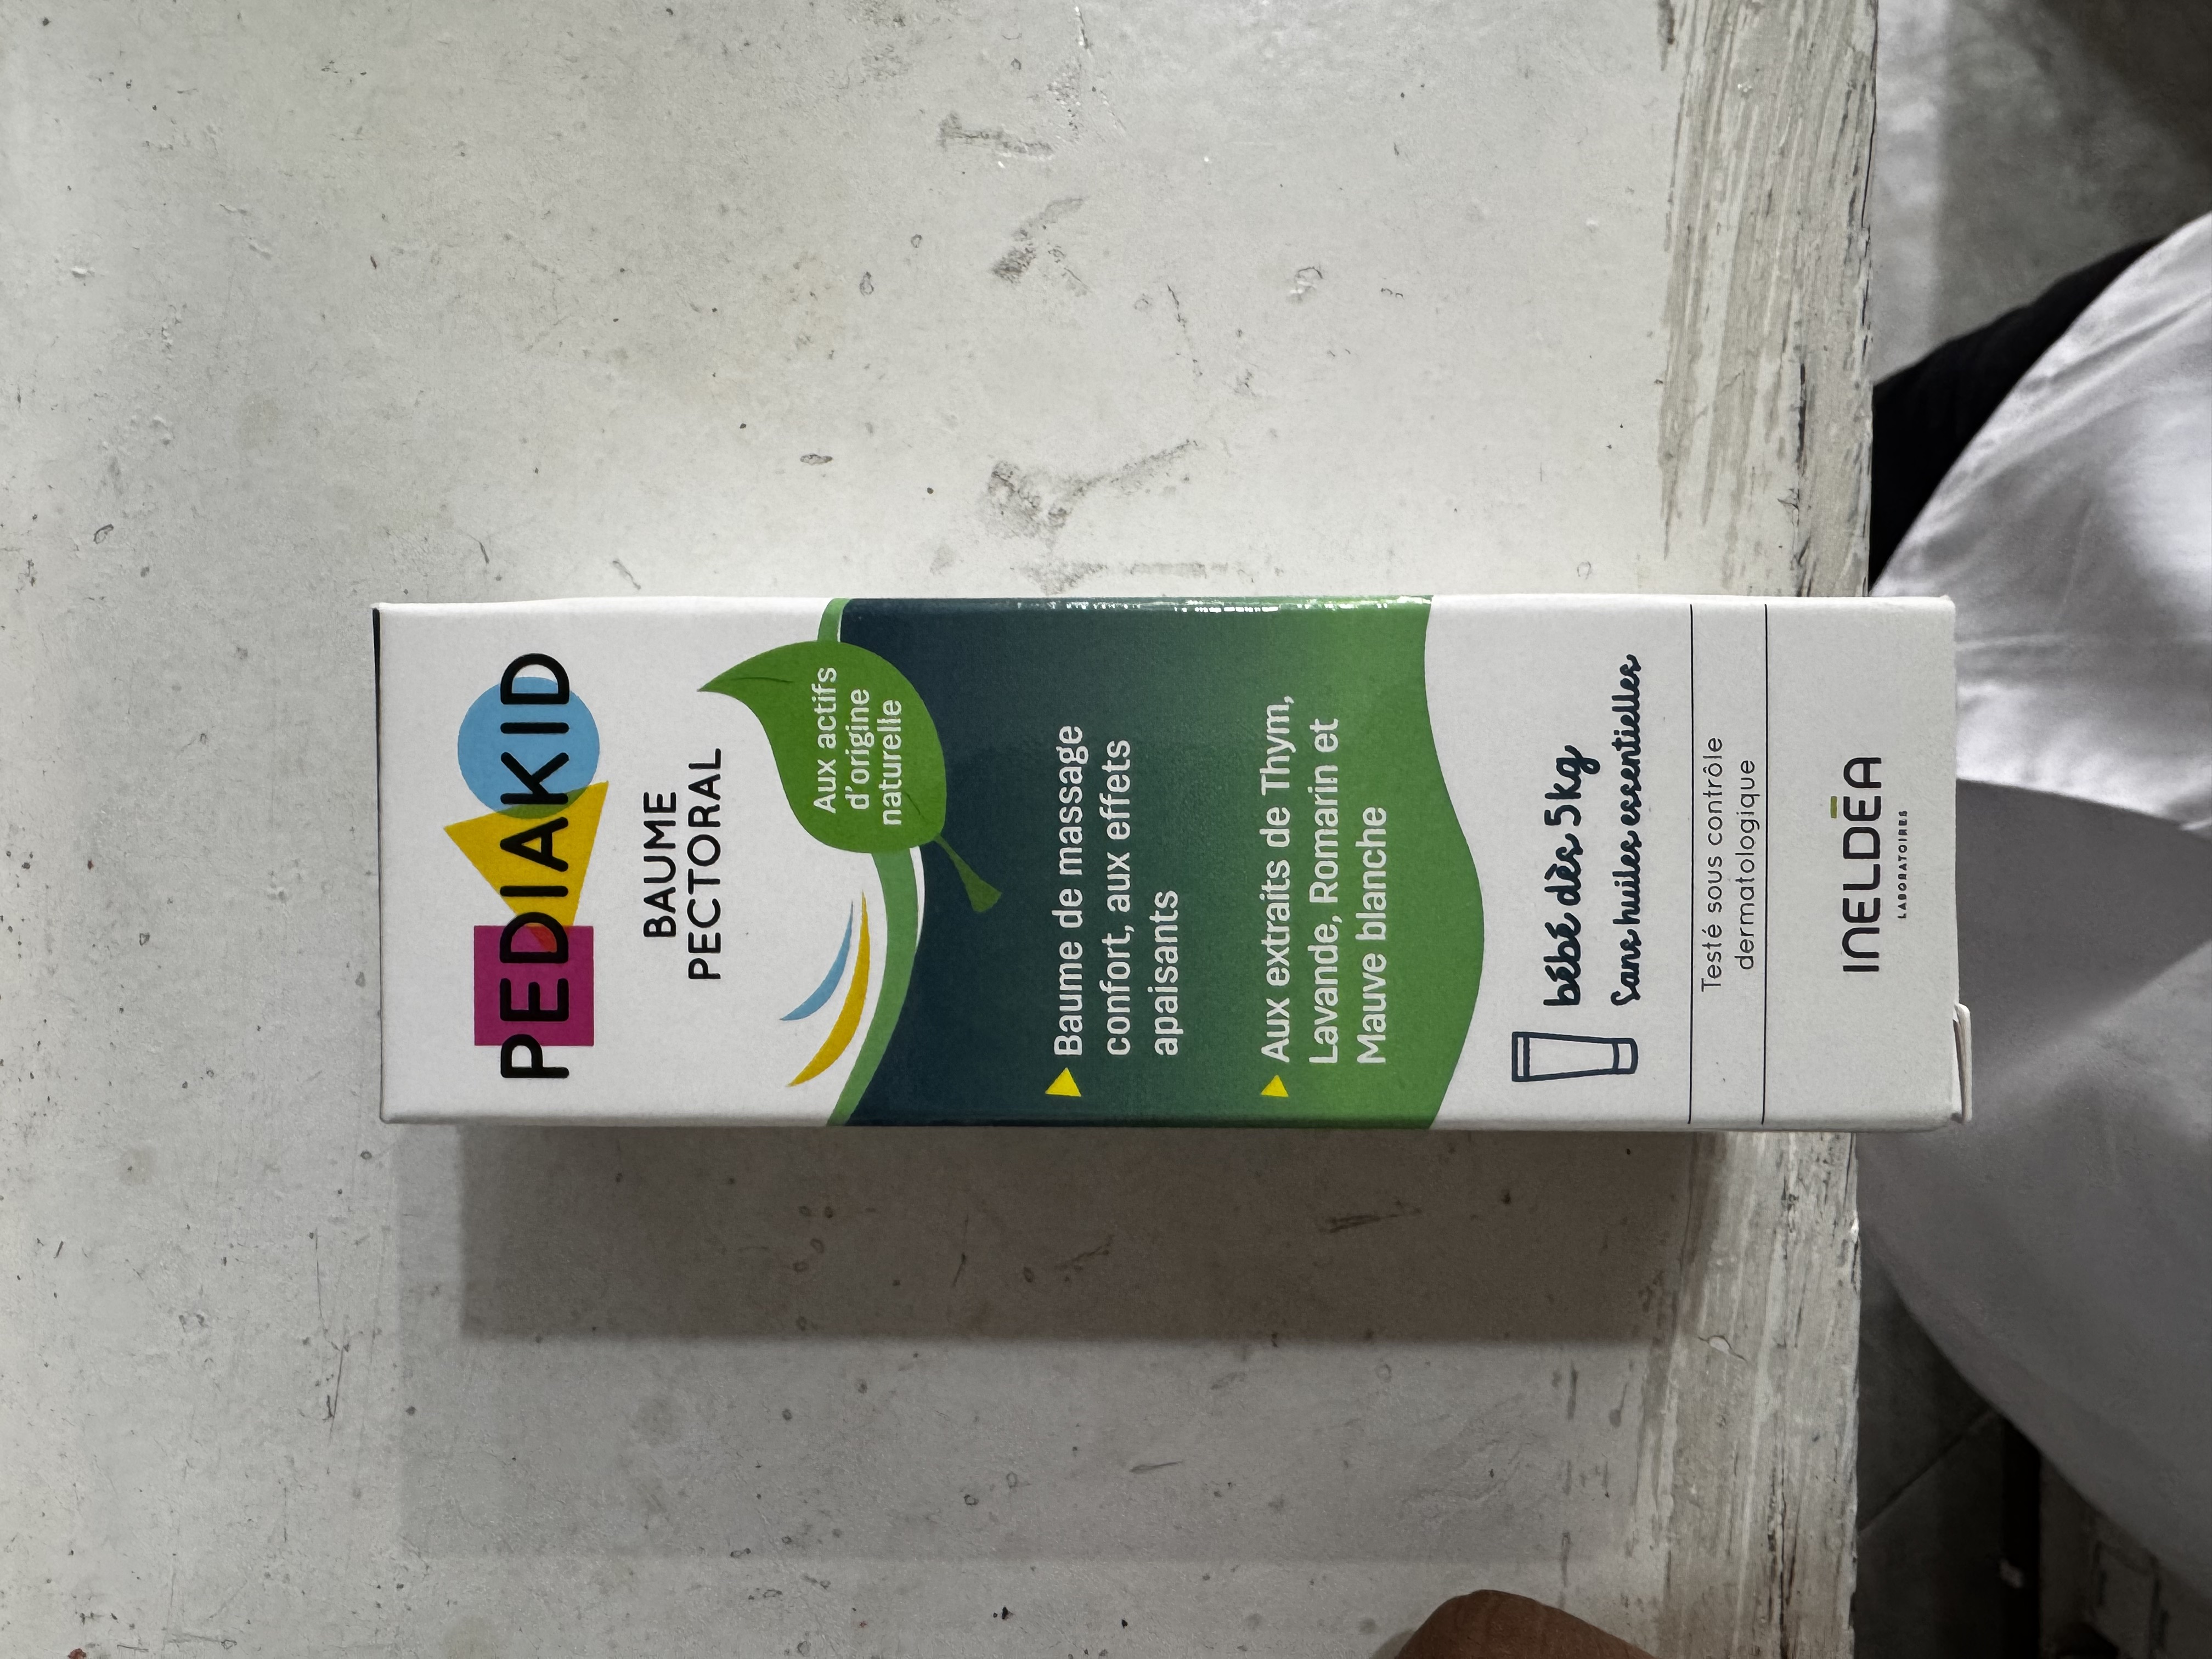 PEDIAKID
BAUME
PECTORAL
Aux actifs
d'origine
naturelle
Baume de massage
confort, aux effets
apaisants
Aux extraits de Thym,
Lavande, Romarin et
Mauve blanche
bébé dès 5kg
Sans huiles essentielles
Testé sous contrôle
dermatologique
INELDĒA
LABORATOIRES